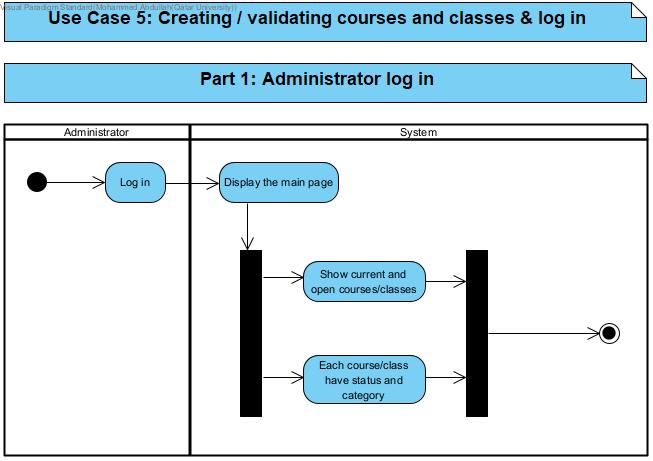 Visual Paradigm Standard(Mohammed Abdullah(Qatar University))
Use Case 5: Creating / validating courses and classes & log in
Part 1: Administrator log in
Administrator
System
Log in
Display the main page
Show current and
open courses/classes
Each course/class
have status and
category